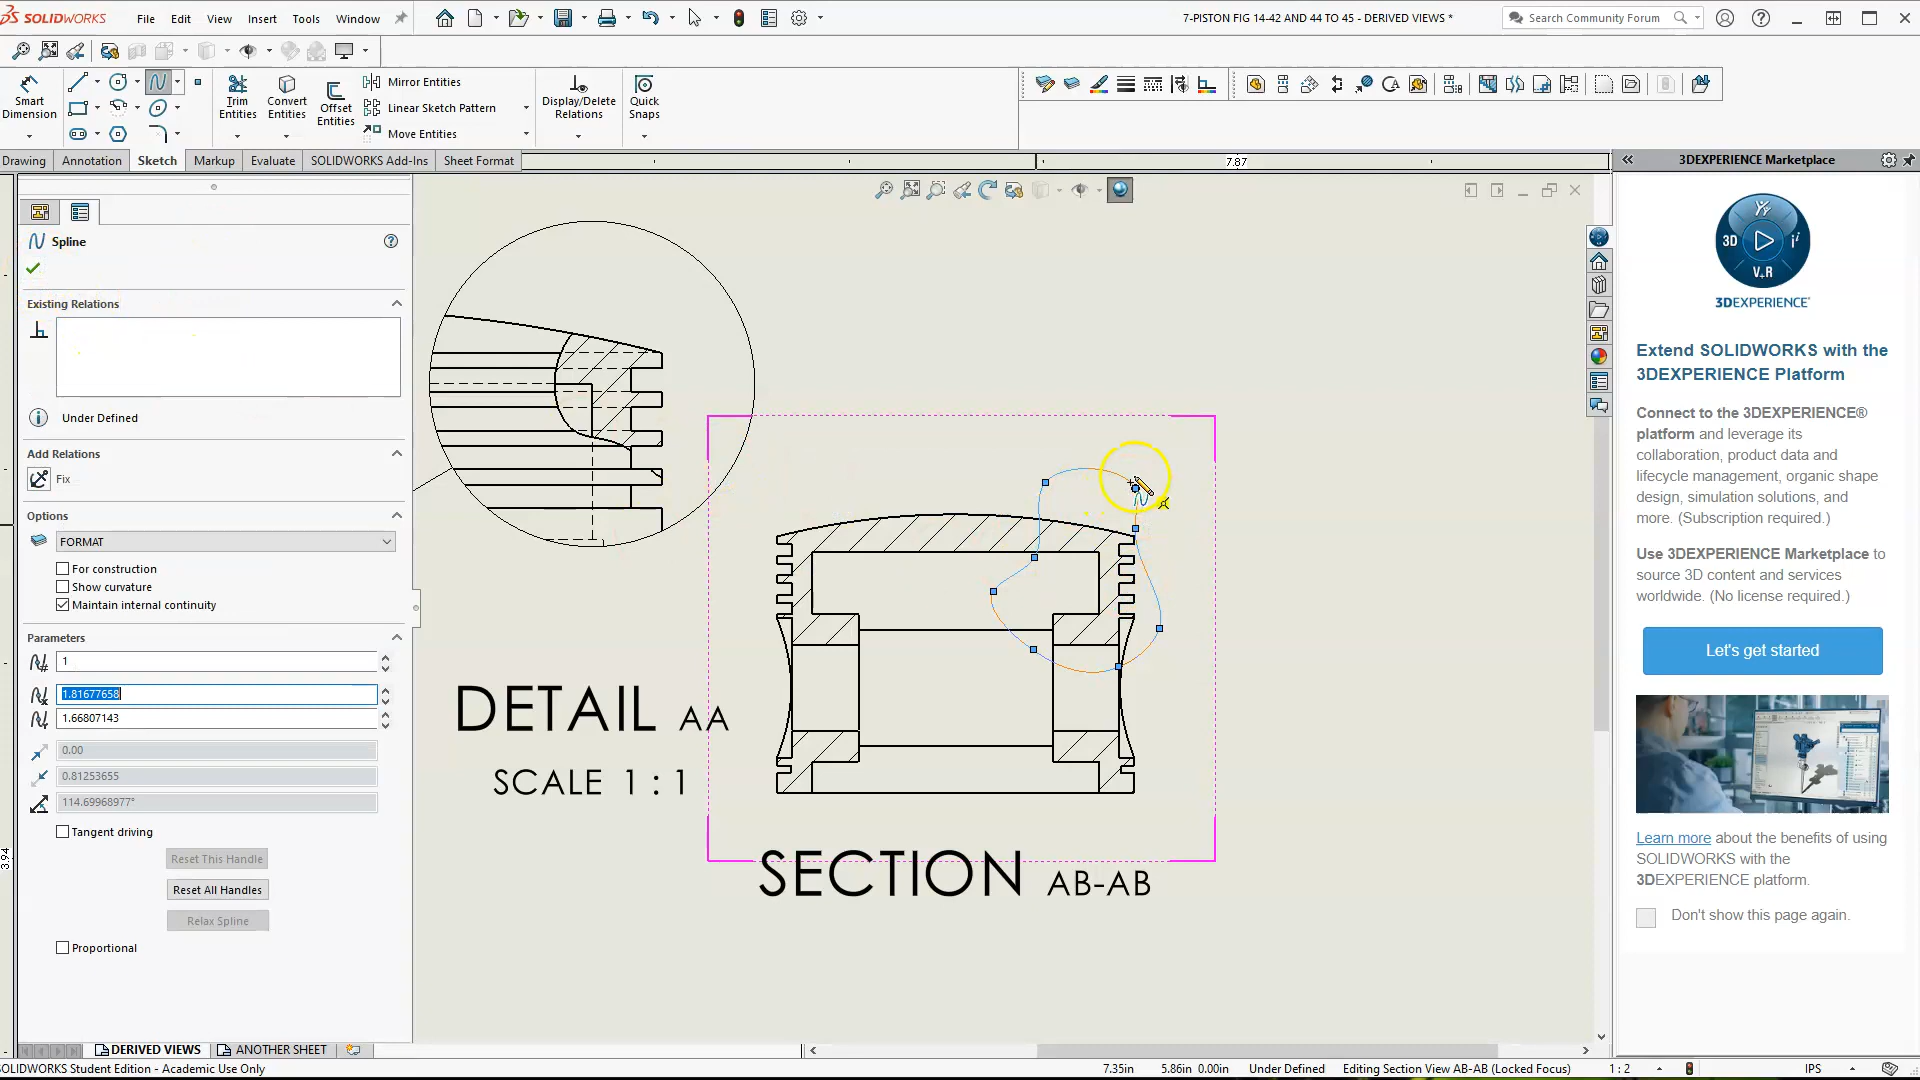 SOLIDWORKS
File
Edit
View
Insert
Tools
Window
7-PISTON FIG 14-42 AND 44 TO 45 - DERIVED VIEWS *
Search Community Forum
Smart
Dimension
Trim
Entities
Convert
Entities
Offset
Entities
Mirror Entities
Linear Sketch Pattern
Move Entities
Display/Delete
Relations
Quick
Snaps
Drawing
Annotation
Sketch
Markup
Evaluate
SOLIDWORKS Add-Ins
Sheet Format
7.87
3.94
Spline
Existing Relations
Under Defined
Add Relations
Fix
Options
FORMAT
For construction
Show curvature
Maintain internal continuity
Parameters
1
1.81677658
1.66807143
0.00
0.81253655
114.69968977°
Tangent driving
Reset This Handle
Reset All Handles
Relax Spline
Proportional
DETAIL AA
SCALE 1 : 1
SECTION AB-AB
3DEXPERIENCE Marketplace
3D
V+R
3DEXPERIENCE®
Extend SOLIDWORKS with the
3DEXPERIENCE Platform
Connect to the 3DEXPERIENCE®
platform and leverage its
collaboration, product data and
lifecycle management, organic shape
design, simulation solutions, and
more. (Subscription required.)
Use 3DEXPERIENCE Marketplace to
source 3D content and services
worldwide. (No license required.)
Let's get started
Learn more about the benefits of using
SOLIDWORKS with the
3DEXPERIENCE platform.
Don't show this page again.
DERIVED VIEWS
ANOTHER SHEET
SOLIDWORKS Student Edition - Academic Use Only
7.35in
5.86in 0.00in
Under Defined
Editing Section View AB-AB (Locked Focus)
1 : 2
IPS